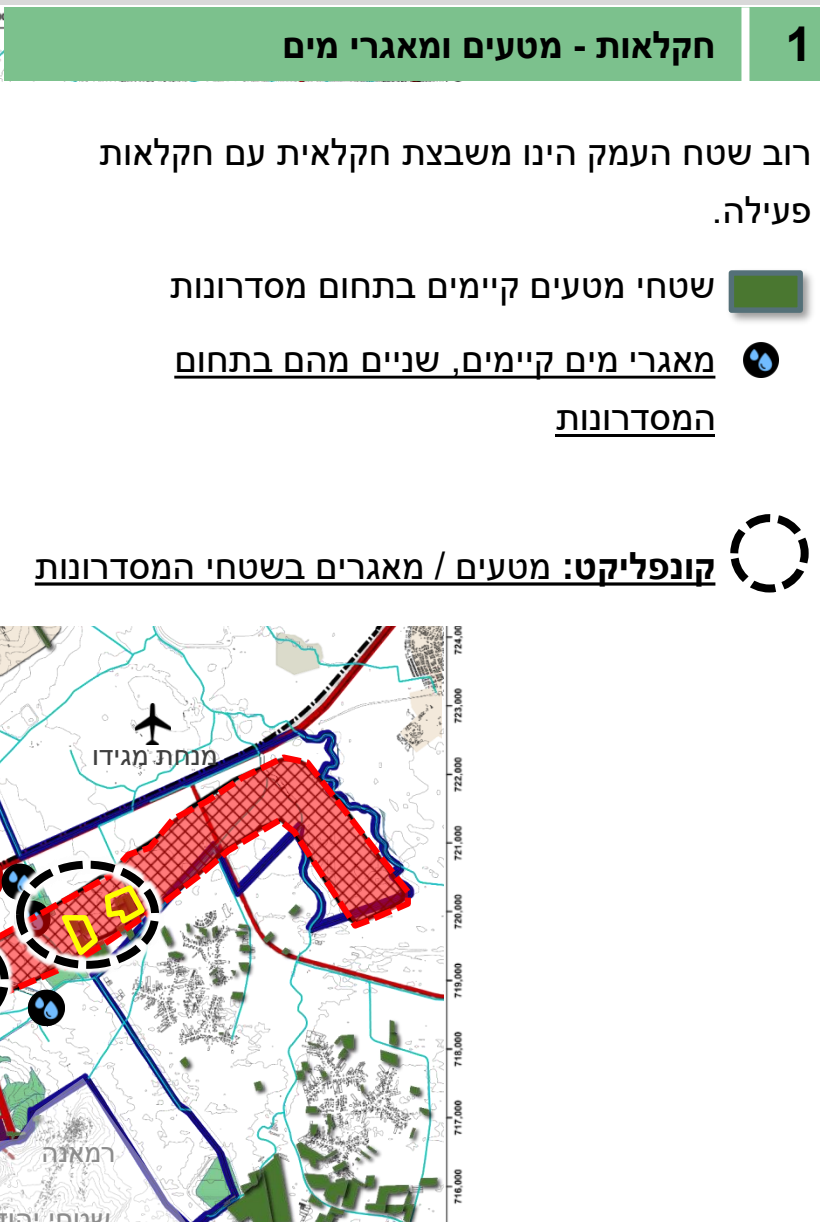 1 חקלאות - מטעים ומאגרי מים
רוב שטח העמק הינו משבצת חקלאית עם חקלאות
פעילה.
שטחי מטעים קיימים בתחום מסדרונות
מאגרי מים קיימים, שניים מהם בתחום
המסדרונות
קונפליקט: מטעים / מאגרים בשטחי המסדרונות
724,00
723,000
מנחת מגידו
722,000
721,000
720,000
719,000
718,000
717,000
רמאנה
716,000
שטחי